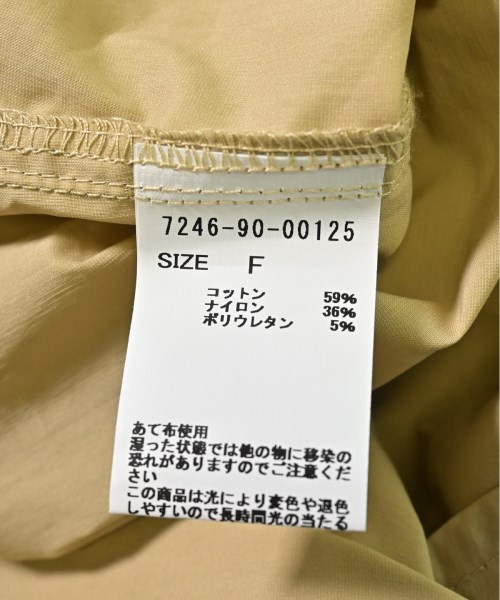 7246-90-00125
SIZE F
コットン 59%
ナイロン 36%
ポリウレタン 5%
あて布使用
湿った状態では他の物に移染の
恐れがありますのでご注意くだ
さい
この商品は光により変色や退色
しやすいので長時間光の当たる